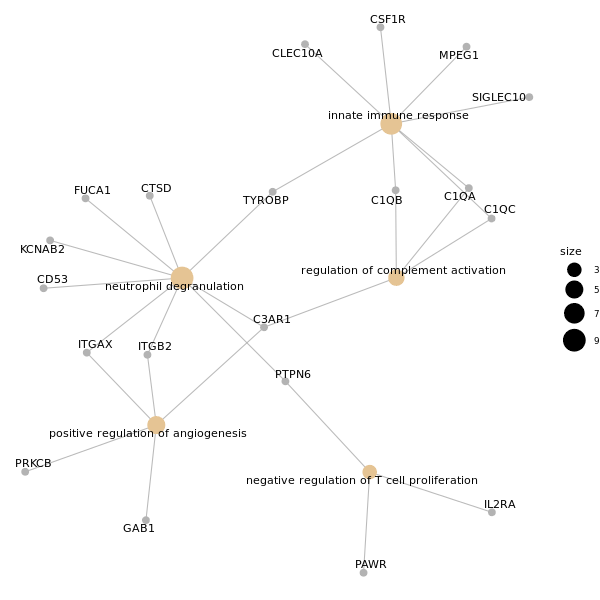 CSF1R
CLEC10A
MPEG1
SIGLEC10
innate immune response
FUCA1
CTSD
TYROBP
C1QB
C1QA
C1QC
KCNAB2
CD53
neutrophil degranulation
regulation of complement activation
size
3
5
7
9
C3AR1
ITGAX
ITGB2
PTPN6
positive regulation of angiogenesis
PRKCB
negative regulation of T cell proliferation
GAB1
IL2RA
PAWR